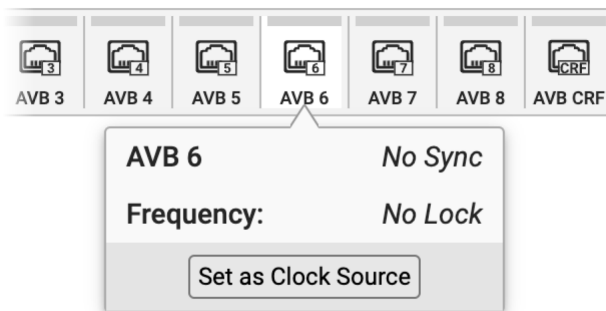 3 4 5 6 7 8 CRF
AVB 3 AVB 4 AVB 5 AVB 6 AVB 7 AVB 8 AVB CRF
AVB 6 No Sync
Frequency: No Lock
Set as Clock Source